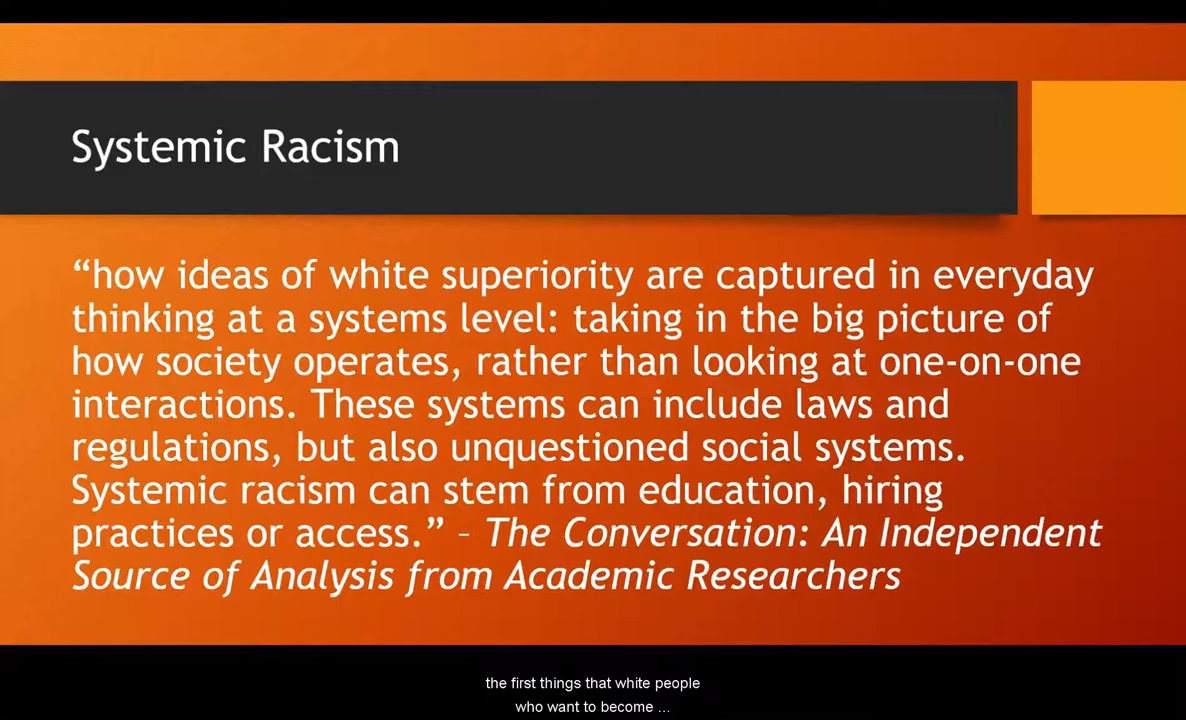 Systemic Racism
“how ideas of white superiority are captured in everyday
thinking at a systems level: taking in the big picture of
how society operates, rather than looking at one-on-one
interactions. These systems can include laws and
regulations, but also unquestioned social systems.
Systemic racism can stem from education, hiring
practices or access.” – The Conversation: An Independent
Source of Analysis from Academic Researchers
the first things that white people
who want to become ...